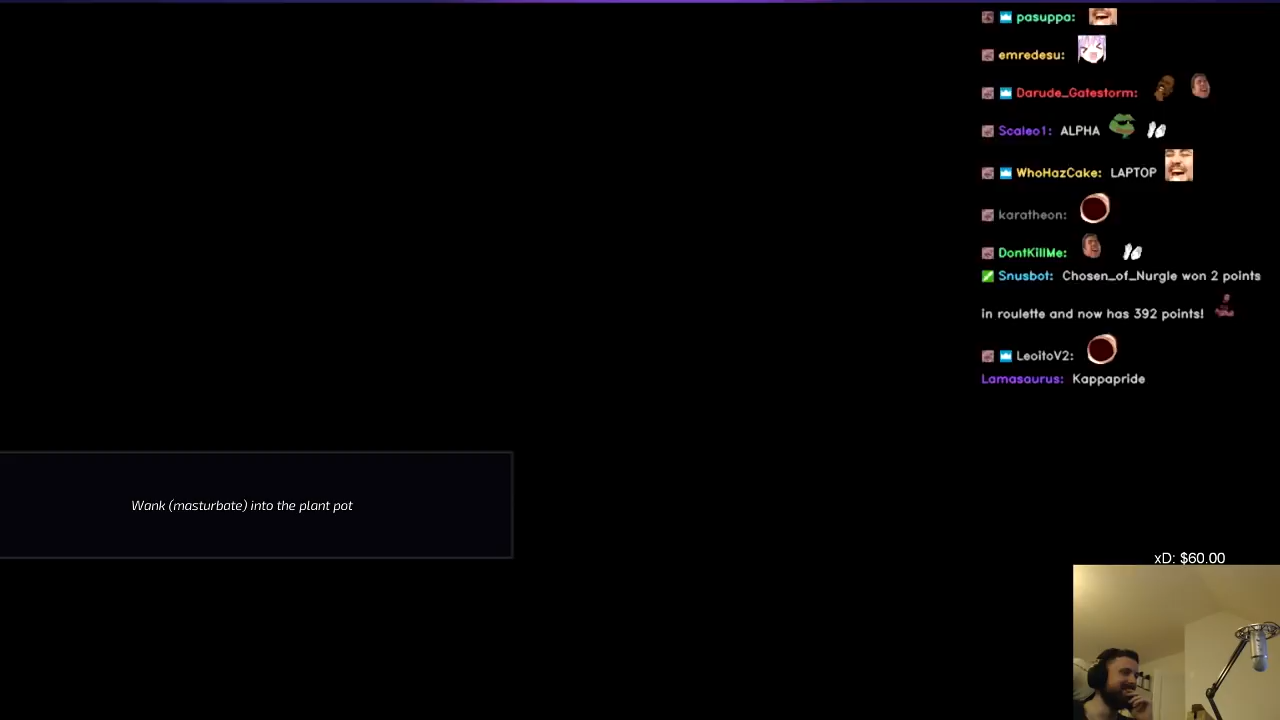 pasuppa:
emredesu:
Darude_Gatestorm:
Scaleo1: ALPHA
WhoHazCake: LAPTOP
karatheon:
DontKillMe:
Snusbot: Chosen_of_Nurgle won 2 points
in roulette and now has 392 points!
LeoitoV2:
Lamasaurus: Kappapride
Wank (masturbate) into the plant pot
xD: $60.00